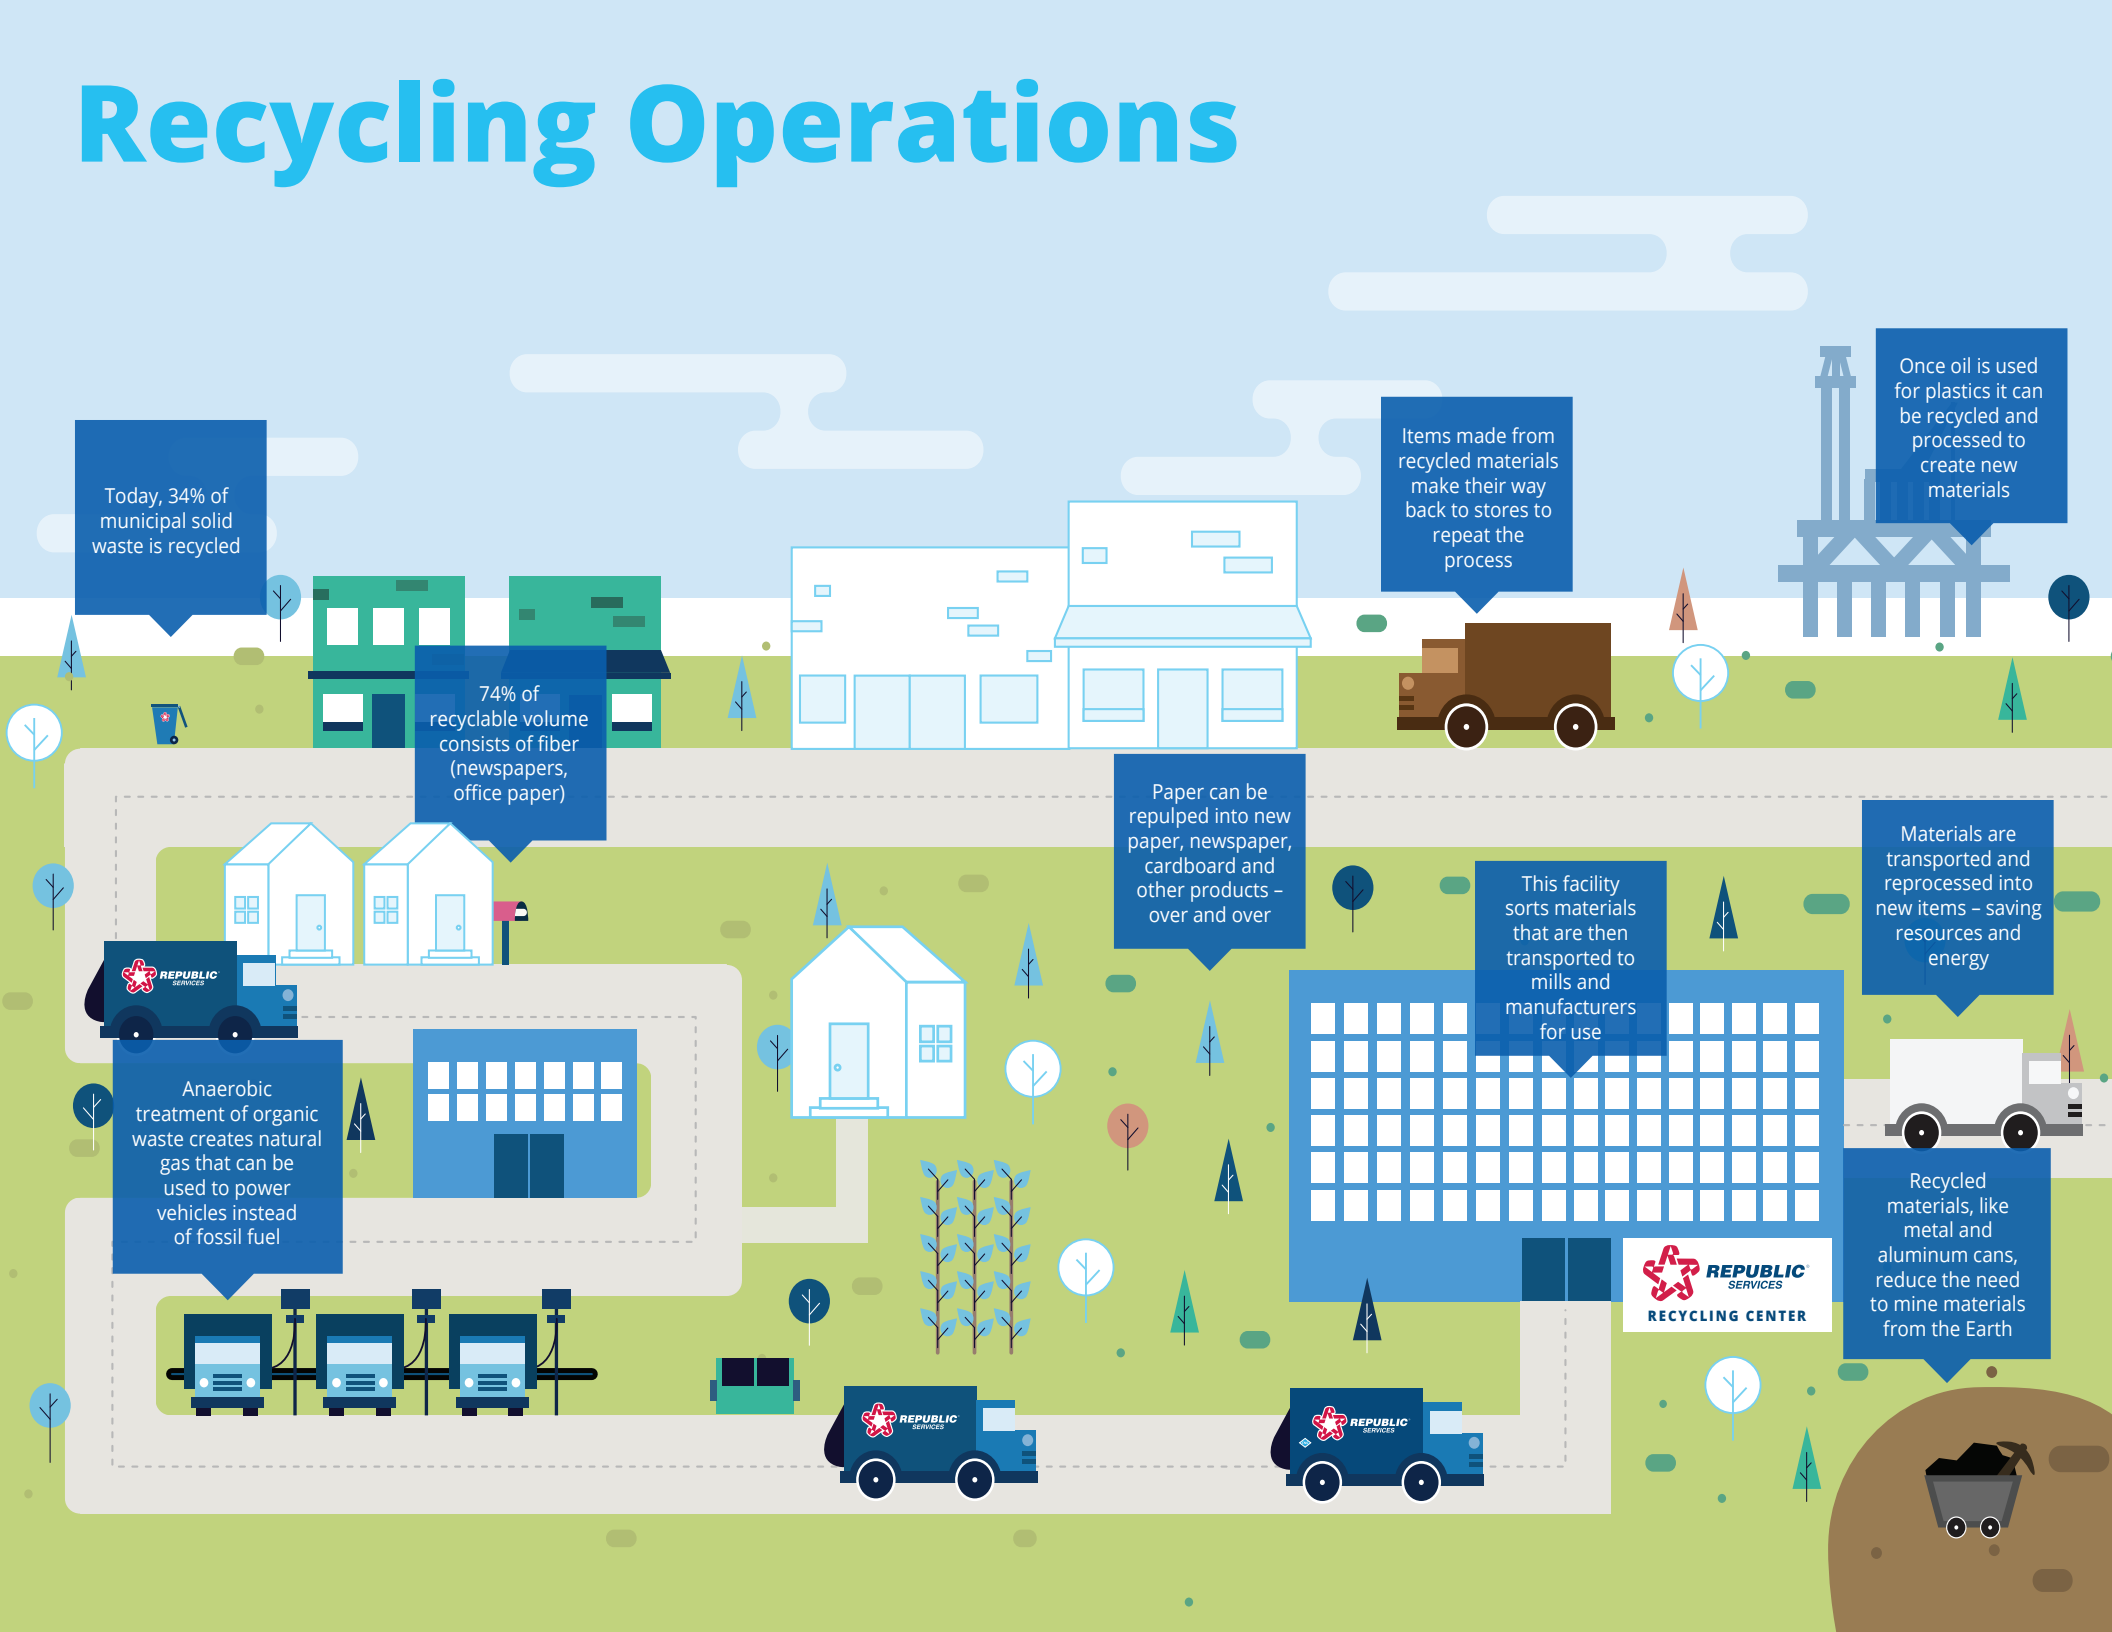 Recycling Operations
Once oil is used
for plastics it can
be recycled and
processed to
create new
materials
Items made from
recycled materials
make their way
back to stores to
repeat the
process
Today, 34% of
municipal solid
waste is recycled
74% of
recyclable volume
consists of fiber
(newspapers,
office paper)
Paper can be
repulped into new
paper, newspaper,
cardboard and
other products –
over and over
Materials are
transported and
reprocessed into
new items – saving
resources and
energy
This facility
sorts materials
that are then
transported to
mills and
manufacturers
for use
REPUBLIC
SERVICES
Anaerobic
treatment of organic
waste creates natural
gas that can be
used to power
vehicles instead
of fossil fuel
Recycled
materials, like
metal and
aluminum cans,
reduce the need
to mine materials
from the Earth
REPUBLIC®
SERVICES
RECYCLING CENTER
REPUBLIC
SERVICES
REPUBLIC
SERVICES